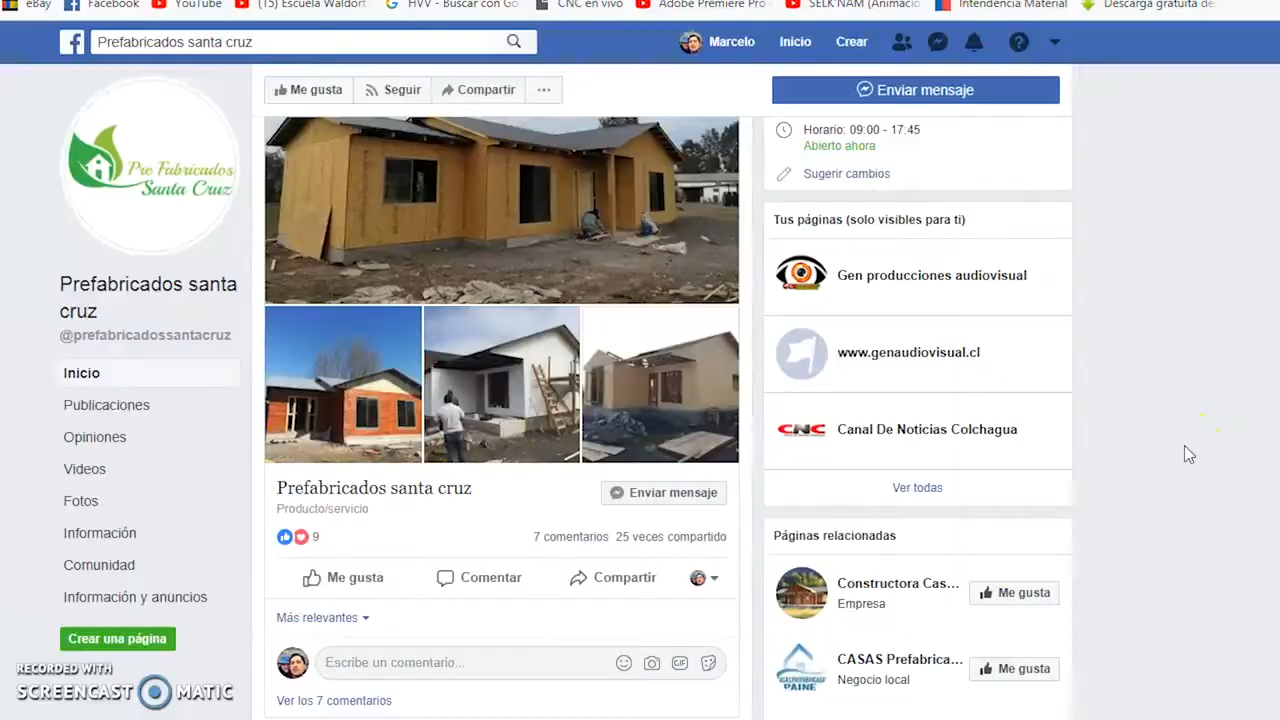 eBay Facebook YouTube (15) Escuela Waldorf HVV - Buscar con Go CNC en vivo Adobe Premiere Pro SELK'NAM (Animació Intendencia Material Descarga gratuita de
Prefabricados santa cruz
Marcelo Inicio Crear
Me gusta Seguir Compartir ...
Enviar mensaje
Pre Fabricados
Santa Cruz
Prefabricados santa
cruz
@prefabricadossantacruz
Inicio
Publicaciones
Opiniones
Videos
Fotos
Información
Comunidad
Información y anuncios
Crear una página
RECORDED WITH
SCREENCAST MATIC
Prefabricados santa cruz
Producto/servicio
Enviar mensaje
9
7 comentarios 25 veces compartido
Me gusta Comentar Compartir
Más relevantes
Escribe un comentario...
GIF
Ver los 7 comentarios
Horario: 09:00 - 17:45
Abierto ahora
Sugerir cambios
Tus páginas (solo visibles para ti)
Gen producciones audiovisual
www.genaudiovisual.cl
CNC
Canal De Noticias Colchagua
Ver todas
Páginas relacionadas
Constructora Cas...
Empresa
Me gusta
CASAS Prefabrica...
Negocio local
Me gusta
PAINE